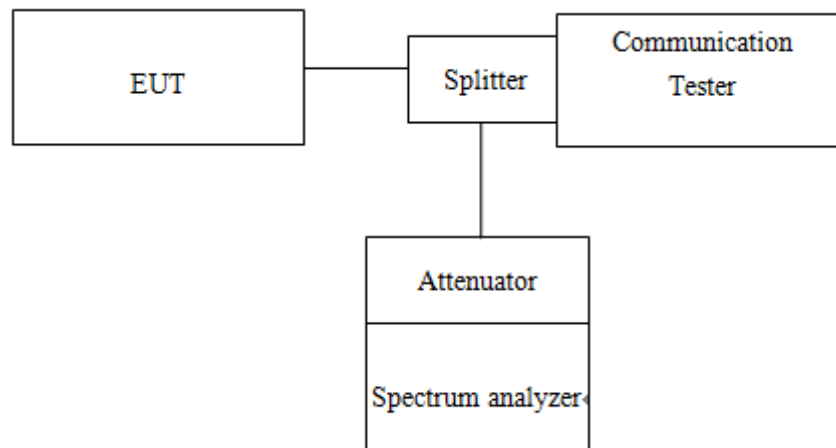 EUT
Splitter
Communication
Tester
Attenuator
Spectrum analyzer